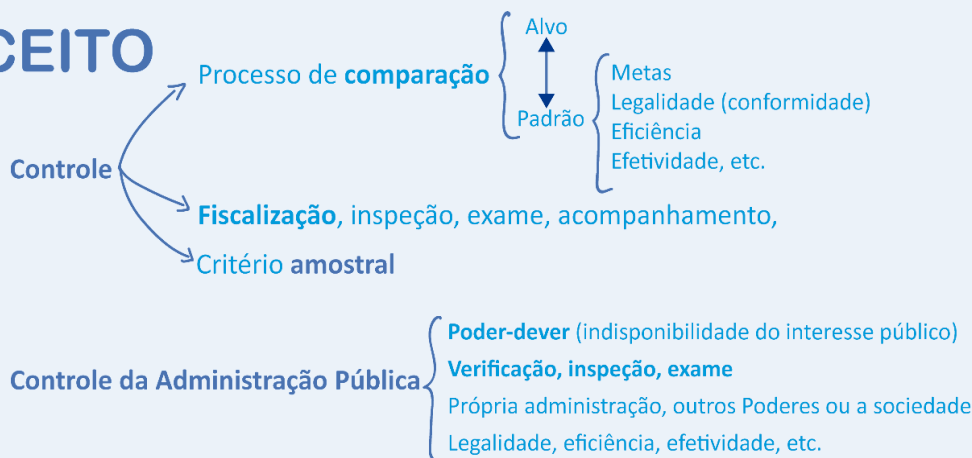 CEITO
Alvo
Processo de comparação
Padrão
Metas
Legalidade (conformidade)
Eficiência
Efetividade, etc.
Controle
Fiscalização, inspeção, exame, acompanhamento,
Critério amostral
Controle da Administração Pública
Poder-dever (indisponibilidade do interesse público)
Verificação, inspeção, exame
Própria administração, outros Poderes ou a sociedade
Legalidade, eficiência, efetividade, etc.